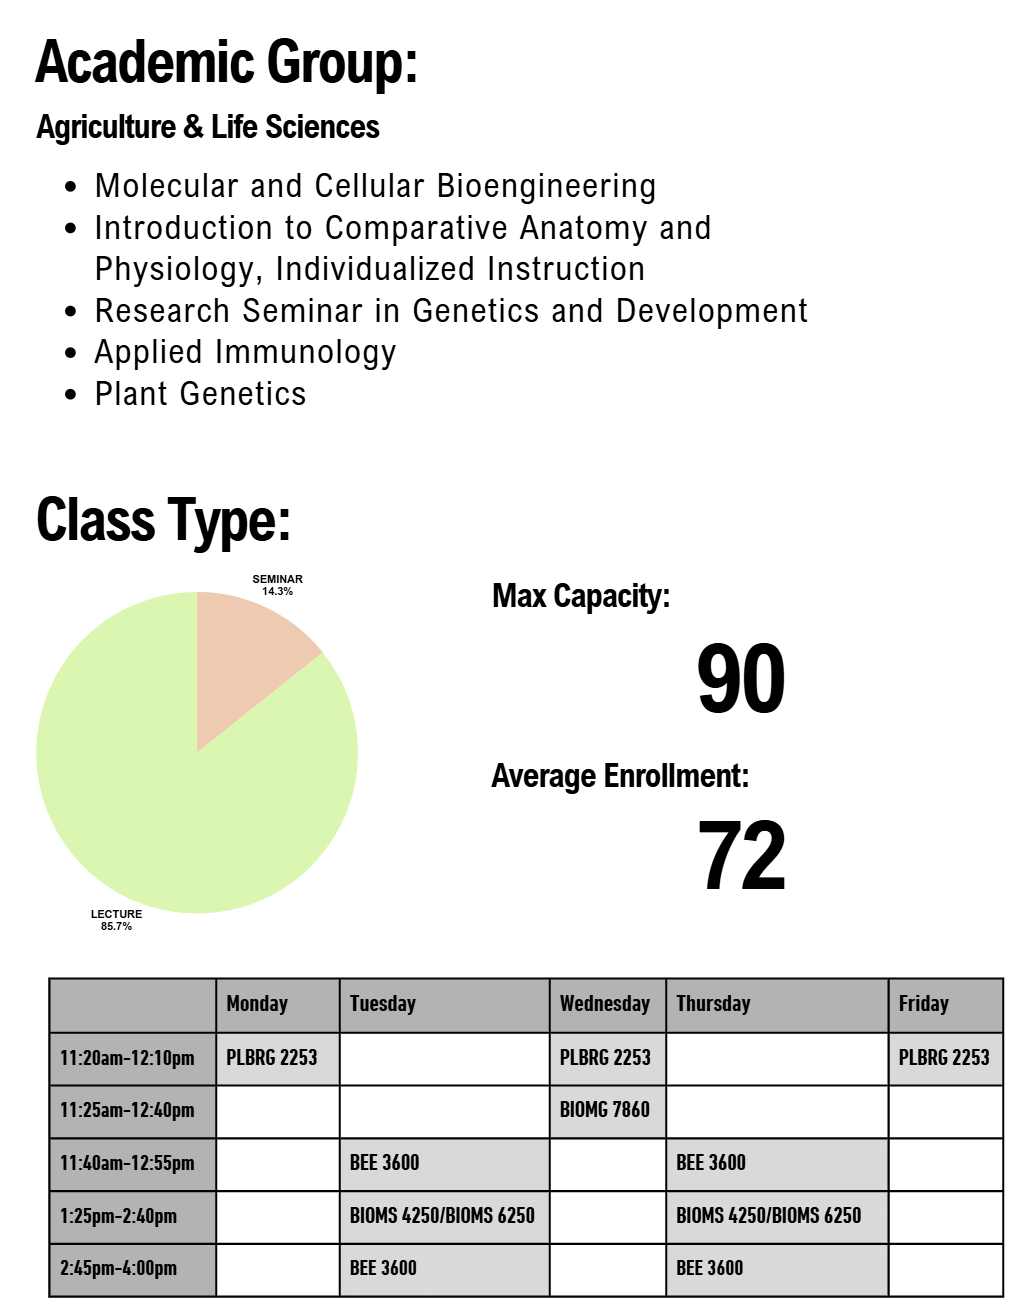 Academic Group:
Agriculture & Life Sciences
• Molecular and Cellular Bioengineering
• Introduction to Comparative Anatomy and
Physiology, Individualized Instruction
• Research Seminar in Genetics and Development
• Applied Immunology
• Plant Genetics
Class Type:
SEMINAR
14.3%
LECTURE
85.7%
Max Capacity:
90
Average Enrollment:
72
Monday Tuesday Wednesday Thursday Friday
11:20am-12:10pm PLBRG 2253 PLBRG 2253 PLBRG 2253
11:25am-12:40pm BIOMG 7860
11:40am-12:55pm BEE 3600 BEE 3600
1:25pm-2:40pm BIOMS 4250/BIOMS 6250 BIOMS 4250/BIOMS 6250
2:45pm-4:00pm BEE 3600 BEE 3600